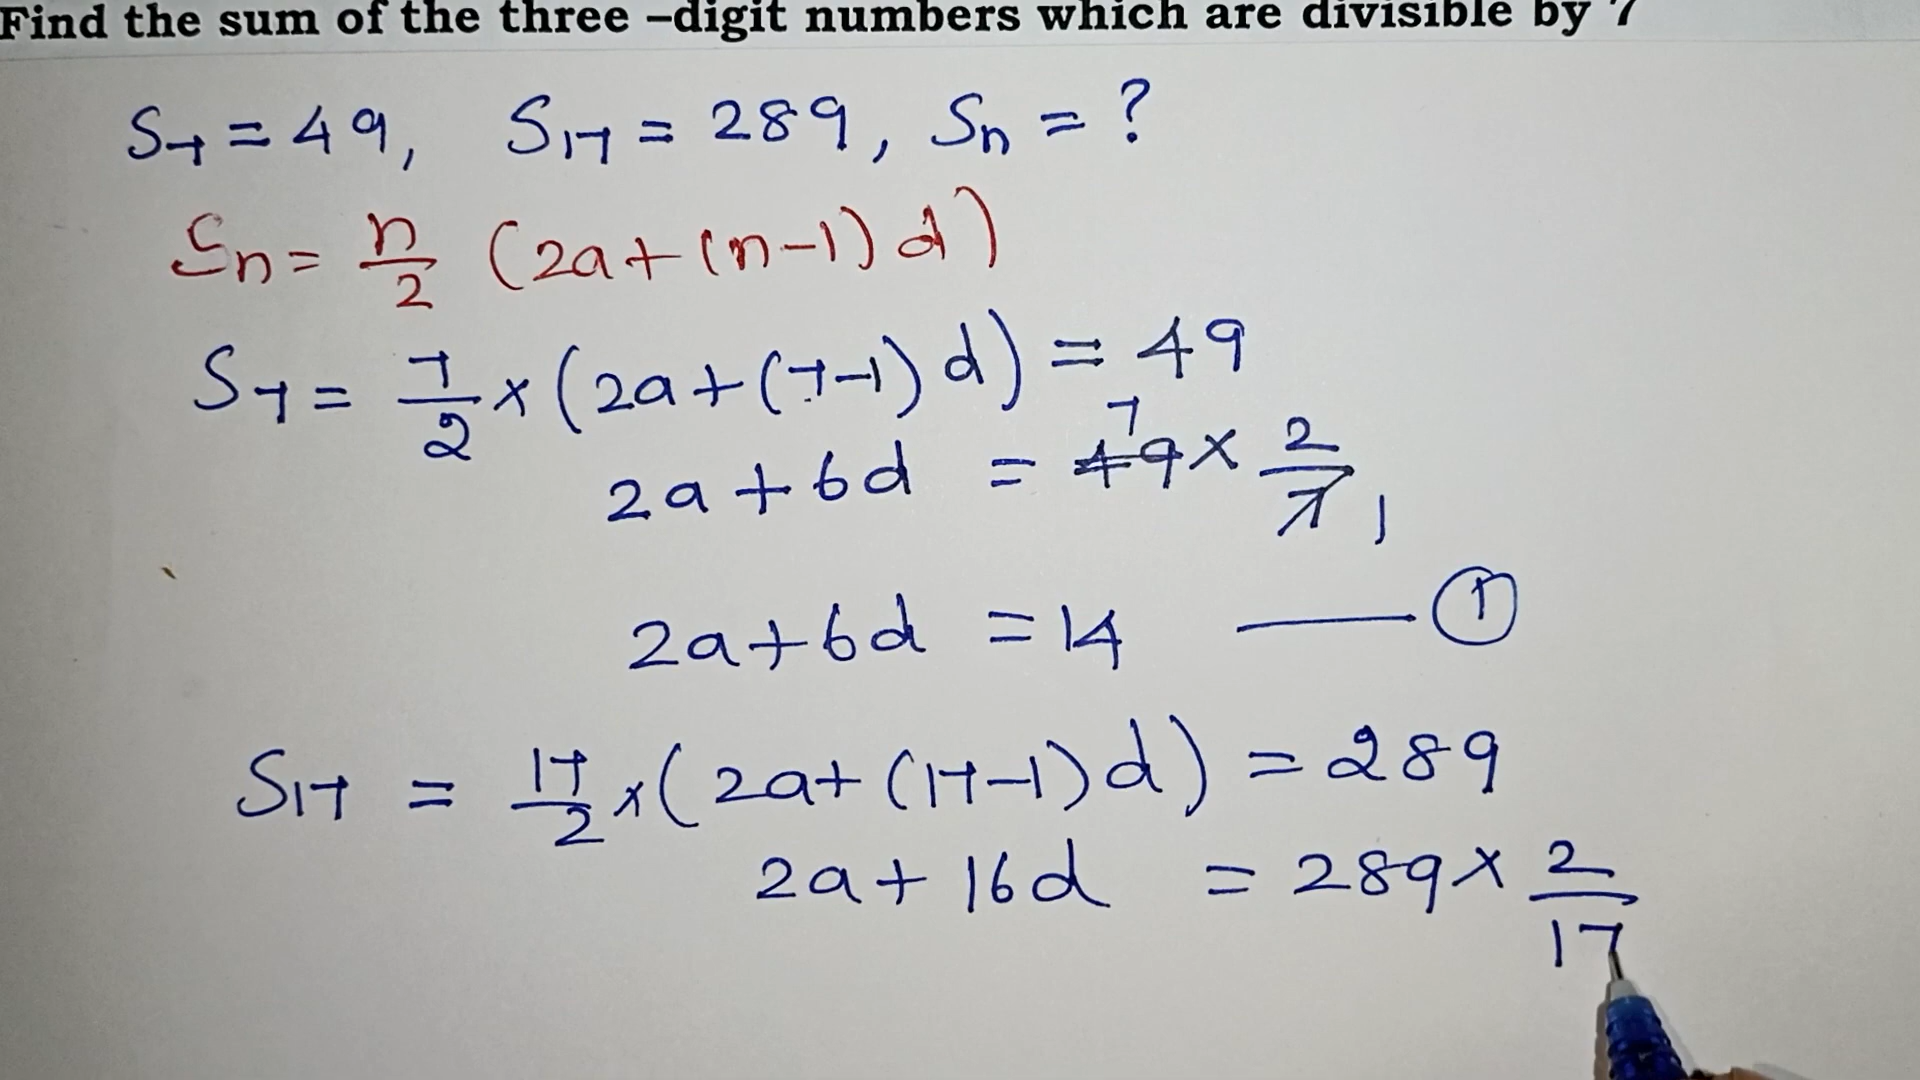 Find the sum of the three –digit numbers which are divisible by 7
S7 = 49, S17 = 289, Sn = ?
Sn = n/2 (2a+(n-1)d)
S7 = 7/2 × (2a+(7-1)d) = 49
2a+6d = 49 × 2/7 7 1
2a+6d = 14 —— ①
S17 = 17/2 × (2a+(17-1)d) = 289
2a+16d = 289 × 2/17